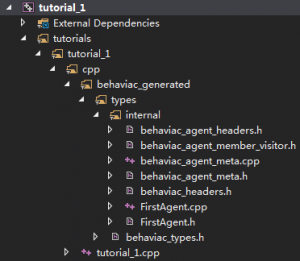 tutorial_1
External Dependencies
tutorials
tutorial_1
cpp
behaviac_generated
types
internal
behaviac_agent_headers.h
behaviac_agent_member_visitor.h
behaviac_agent_meta.cpp
behaviac_agent_meta.h
behaviac_headers.h
FirstAgent.cpp
FirstAgent.h
behaviac_types.h
tutorial_1.cpp